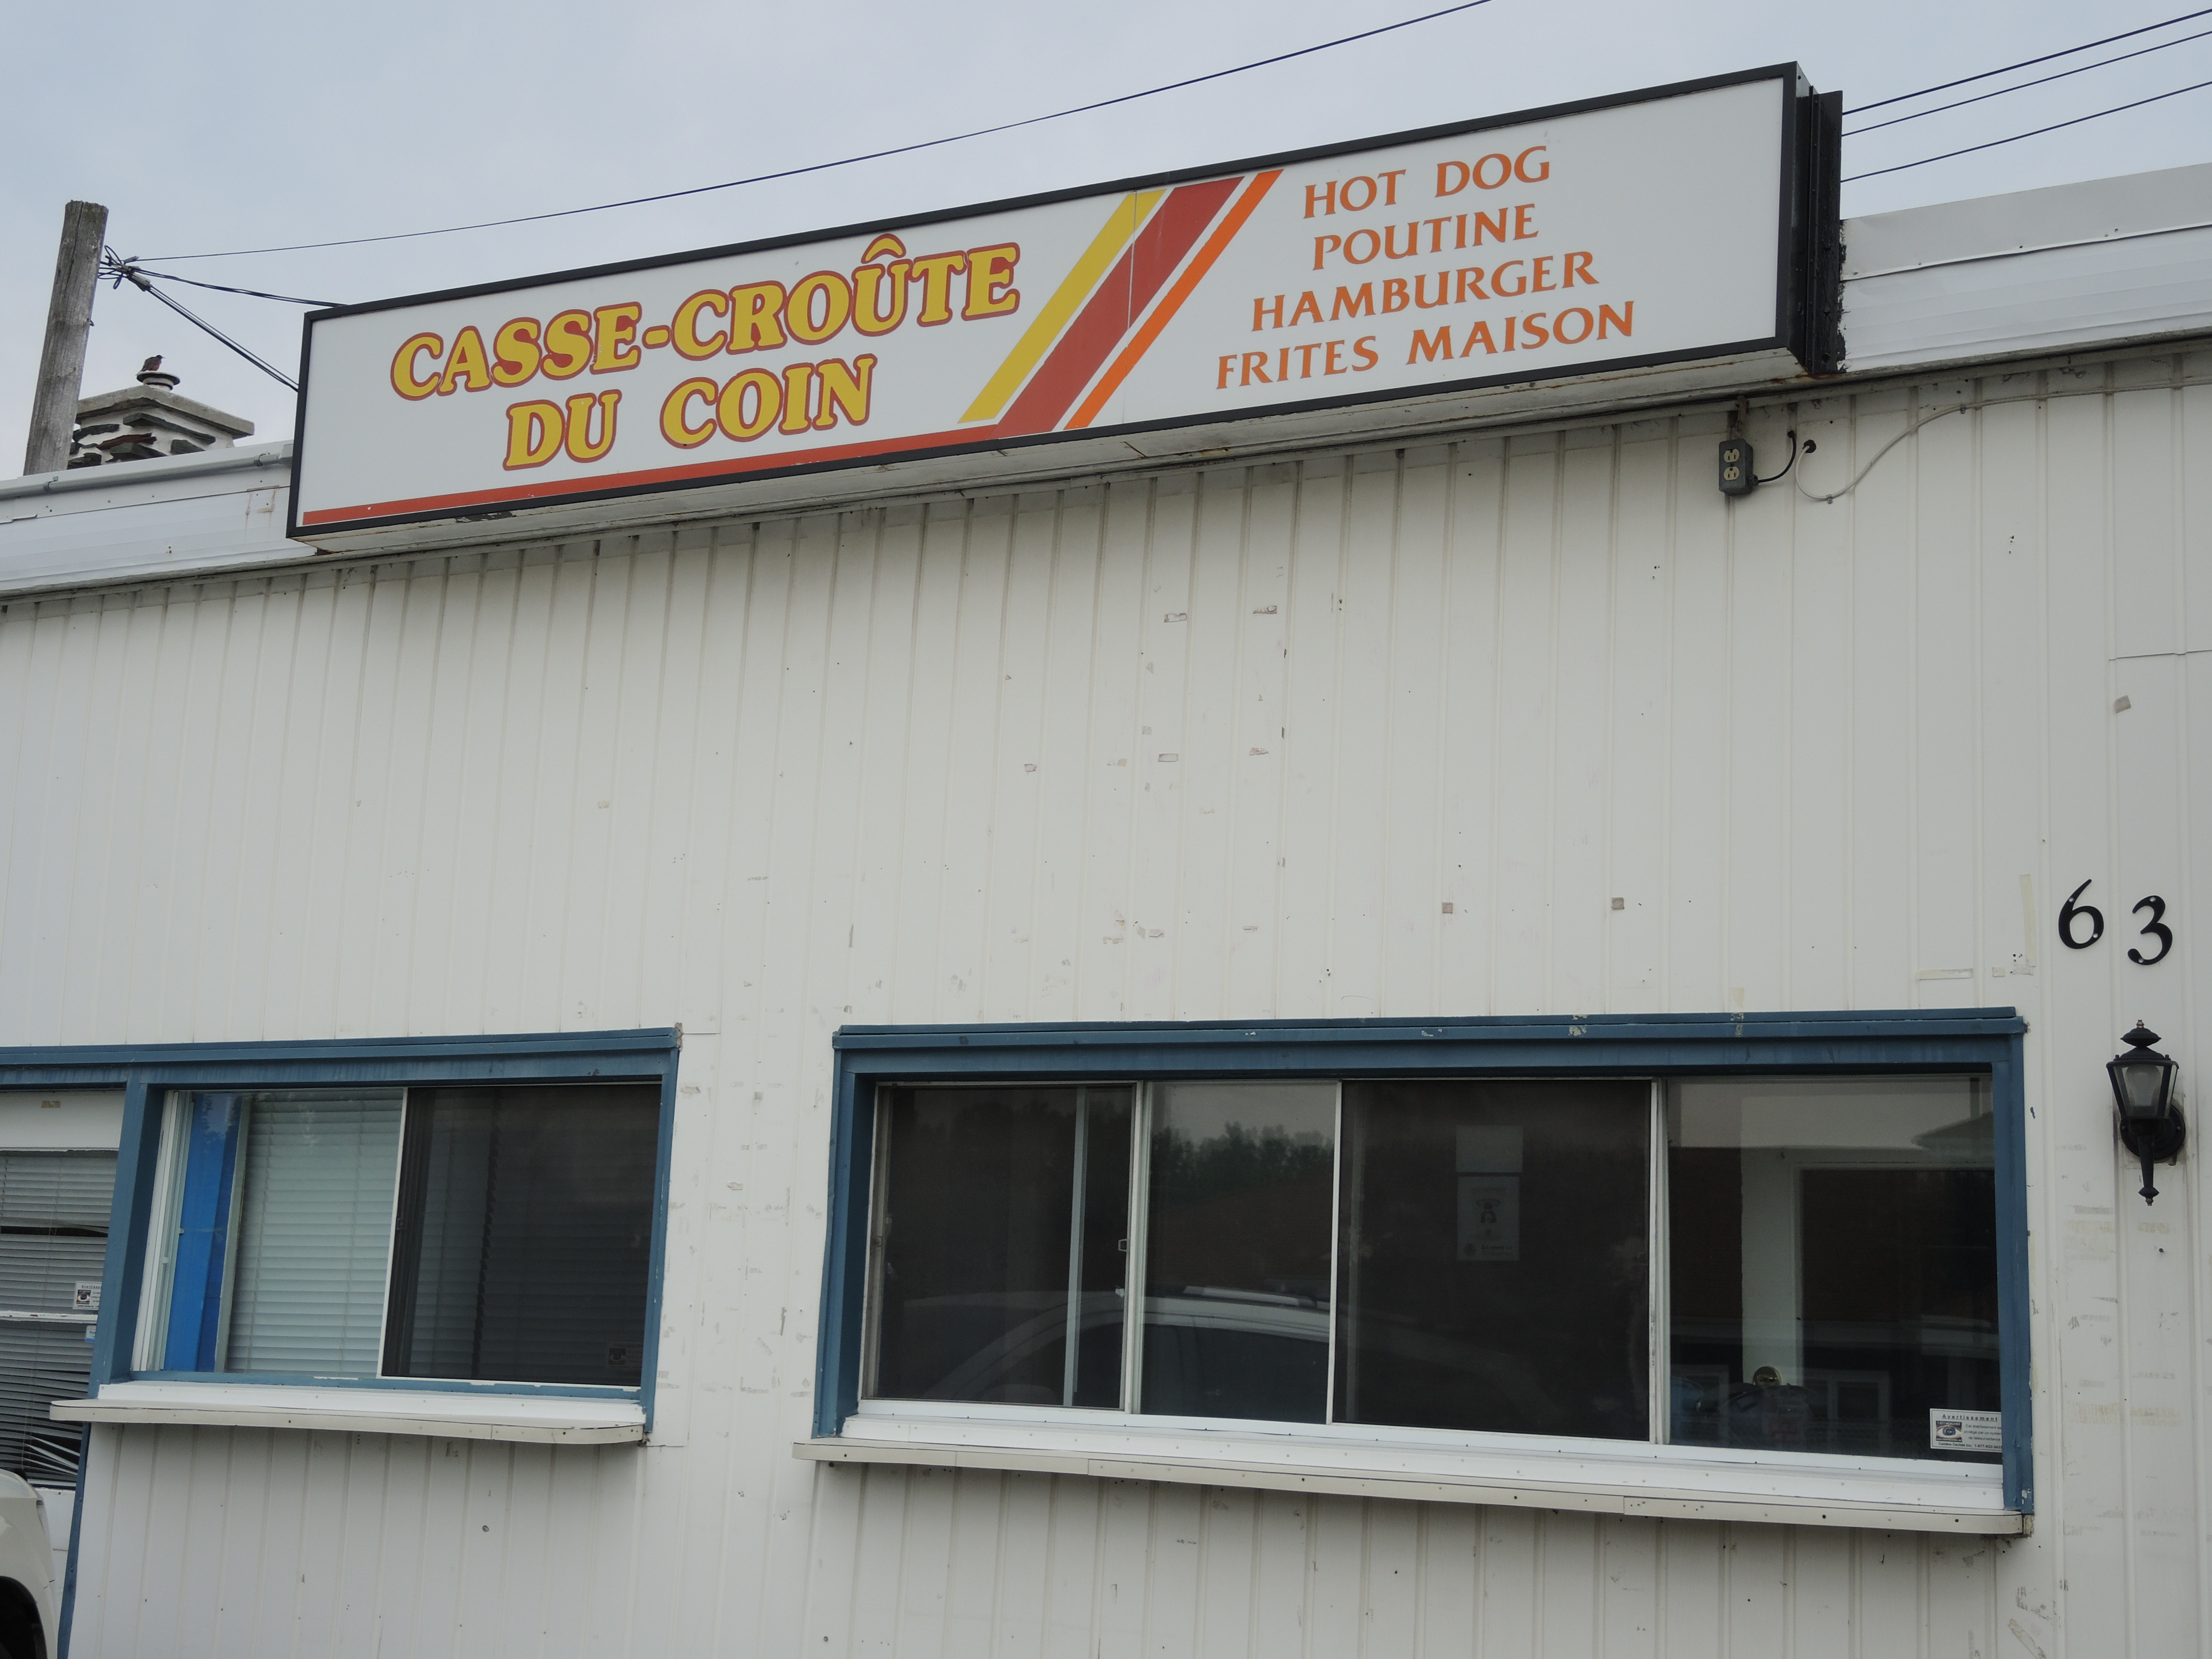 CASSE-CROÛTE
DU COIN
HOT DOG
POUTINE
HAMBURGER
FRITES MAISON
63
Avertissement